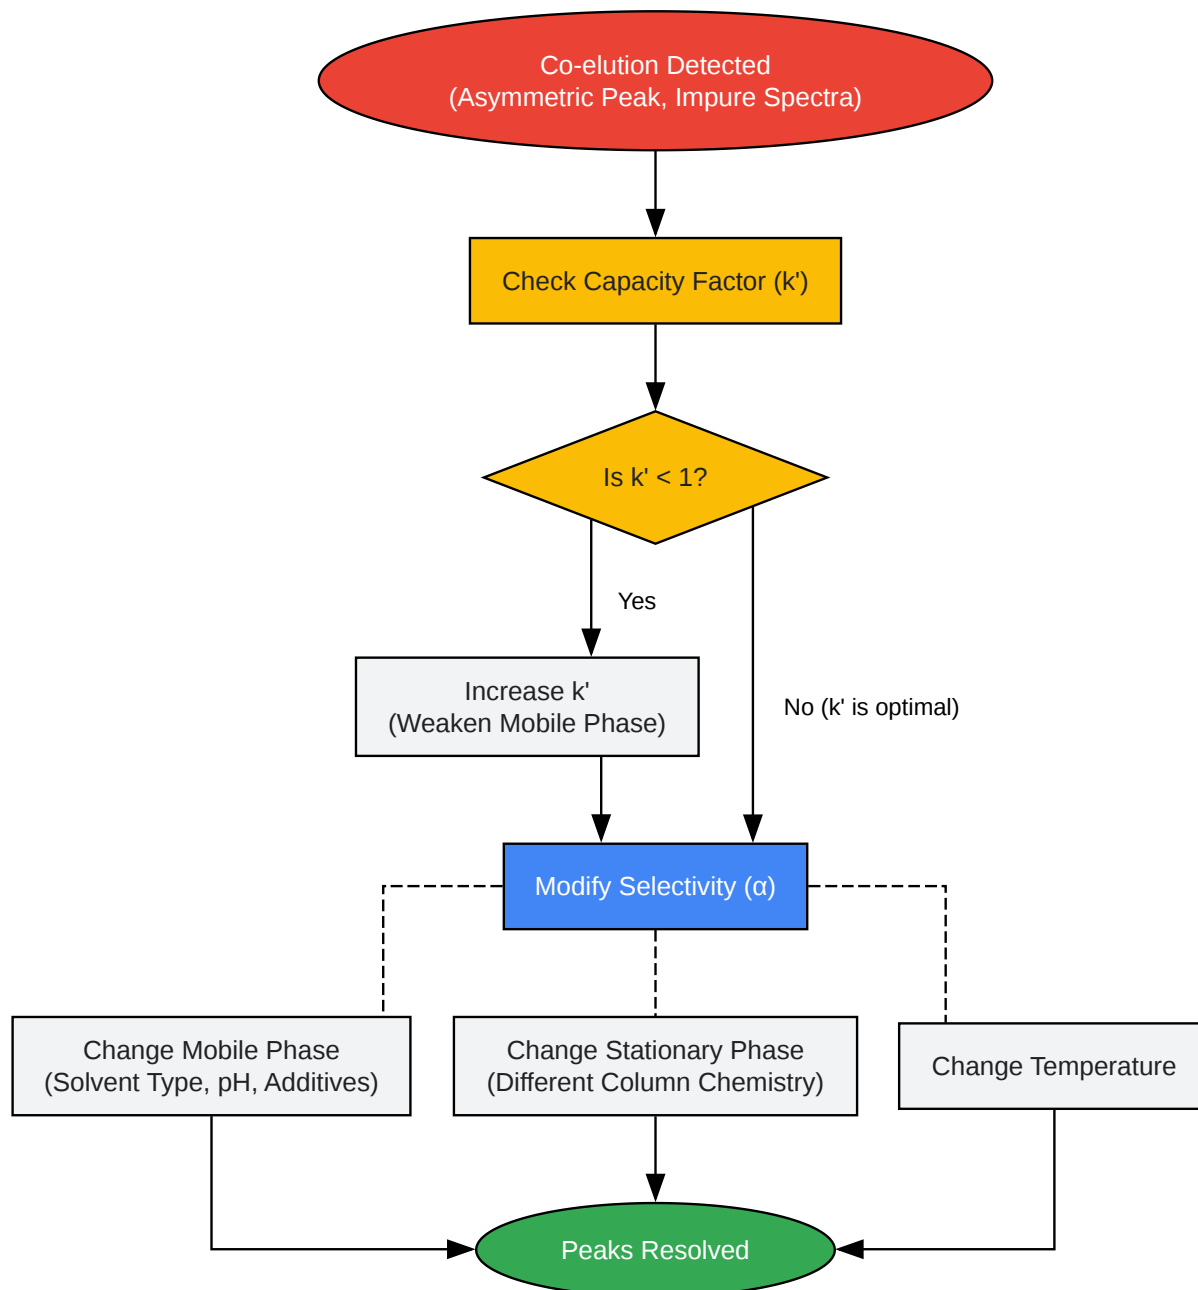 Co-elution Detected
(Asymmetric Peak, Impure Spectra)
Check Capacity Factor (k')
Is k' < 1?
Yes
Increase k'
(Weaken Mobile Phase)
No (k' is optimal)
Modify Selectivity (α)
Change Mobile Phase
(Solvent Type, pH, Additives)
Change Stationary Phase
(Different Column Chemistry)
Change Temperature
Peaks Resolved